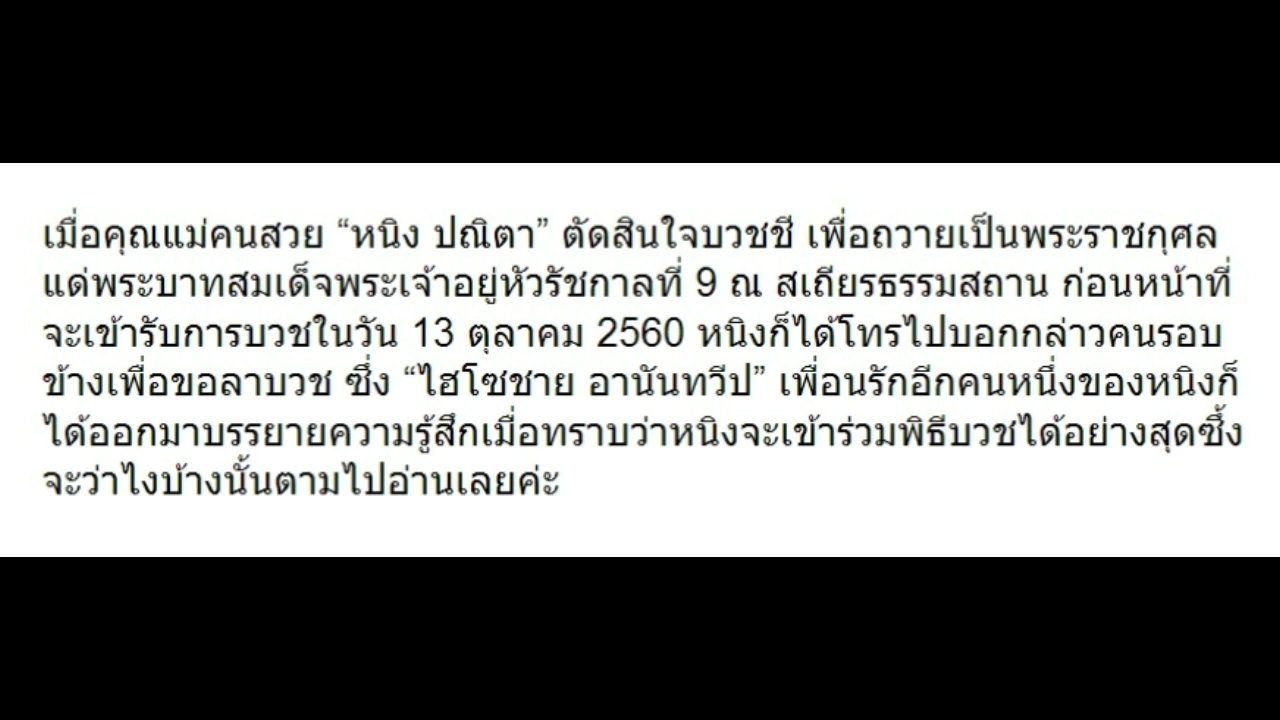 เมื่อคุณแม่คนสวย “หนิง ปณิตา” ตัดสินใจบวชชี เพื่อถวายเป็นพระราชกุศล
แด่พระบาทสมเด็จพระเจ้าอยู่หัวรัชกาลที่ 9 ณ สเถียรธรรมสถาน ก่อนหน้าที่
จะเข้ารับการบวชในวัน 13 ตุลาคม 2560 หนิงก็ได้โทรไปบอกกล่าวคนรอบ
ข้างเพื่อขอลาบวช ซึ่ง “ไฮโซชาย อานันทวีป” เพื่อนรักอีกคนหนึ่งของหนิงก็
ได้ออกมาบรรยายความรู้สึกเมื่อทราบว่าหนิงจะเข้าร่วมพิธีบวชได้อย่างสุดซึ้ง
จะว่าไงบ้างนั้นตามไปอ่านเลยค่ะ